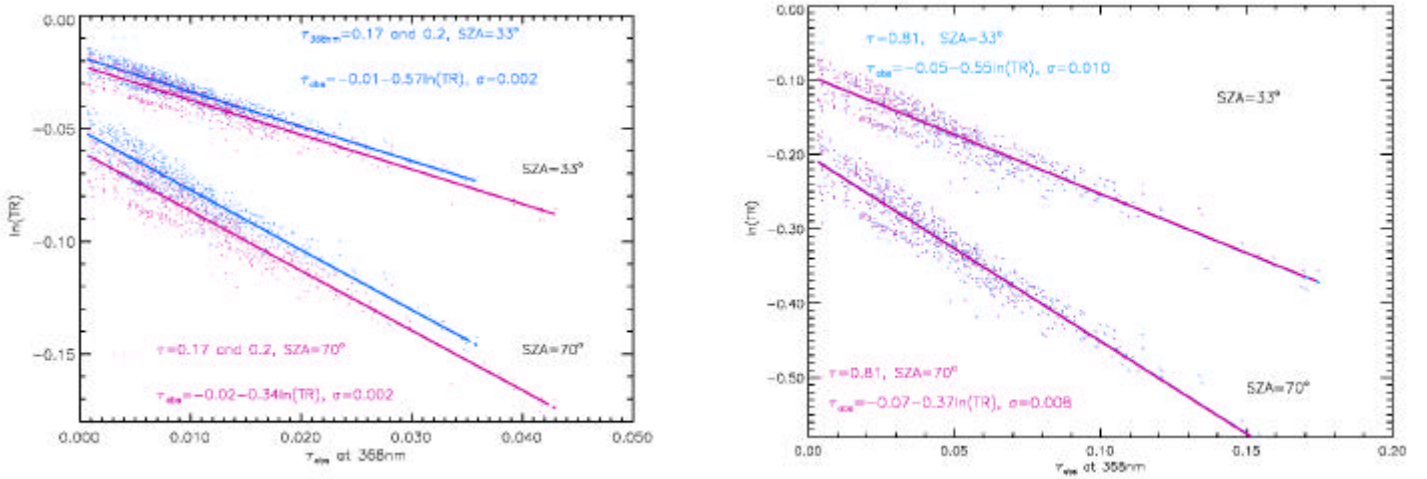 0.00
τ368nm=0.17 and 0.2, SZA=33°
τabs=−0.01−0.57ln(TR), σ=0.002
−0.05
SZA=33°
ln(TR)
−0.10
−0.15
τ=0.17 and 0.2, SZA=70°
SZA=70°
τabs=−0.02−0.34ln(TR), σ=0.002
0.000 0.010 0.020 0.030 0.040 0.050
τabs at 368nm
0.00
τ=0.81, SZA=33°
τabs=−0.05−0.55ln(TR), σ=0.010
−0.10
SZA=33°
−0.20
ln(TR)
−0.30
−0.40
τ=0.81, SZA=70°
−0.50
SZA=70°
τabs=−0.07−0.37ln(TR), σ=0.008
0.00 0.05 0.10 0.15 0.20
τabs at 368nm